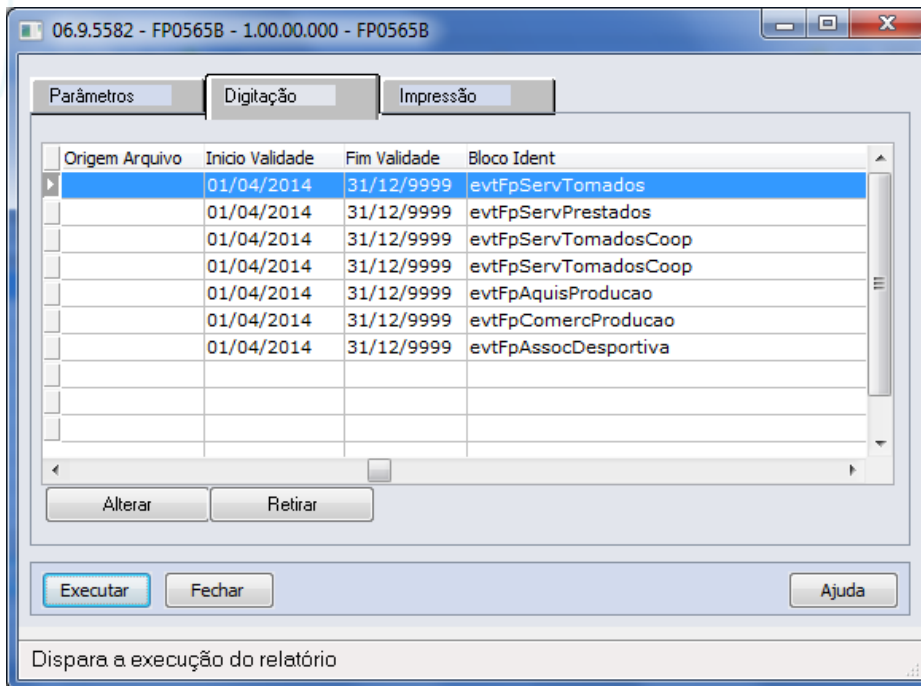 06.9.5582 - FP0565B - 1.00.00.000 - FP0565B
Parâmetros Digitação Impressão
Origem Arquivo Inicio Validade Fim Validade Bloco Ident
01/04/2014 31/12/9999 evtFpServTomados
01/04/2014 31/12/9999 evtFpServPrestados
01/04/2014 31/12/9999 evtFpServTomadosCoop
01/04/2014 31/12/9999 evtFpServTomadosCoop
01/04/2014 31/12/9999 evtFpAquisProducao
01/04/2014 31/12/9999 evtFpComercProducao
01/04/2014 31/12/9999 evtFpAssocDesportiva
Alterar Retirar
Executar Fechar Ajuda
Dispara a execução do relatório